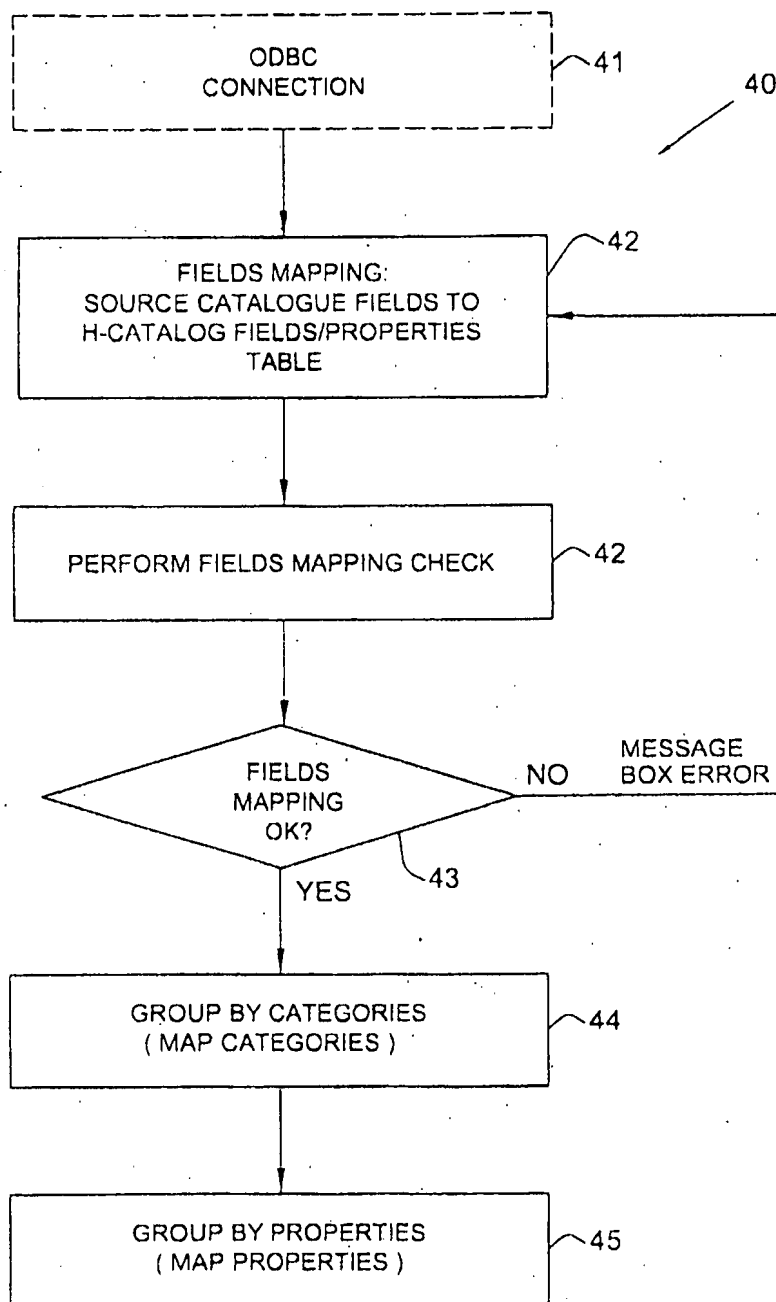 ODBC
CONNECTION
41
40
42
FIELDS MAPPING:
SOURCE CATALOGUE FIELDS TO
H-CATALOG FIELDS/PROPERTIES
TABLE
PERFORM FIELDS MAPPING CHECK
42
FIELDS
MAPPING
OK?
NO
MESSAGE
BOX ERROR
43
YES
GROUP BY CATEGORIES
( MAP CATEGORIES )
44
GROUP BY PROPERTIES
( MAP PROPERTIES )
45